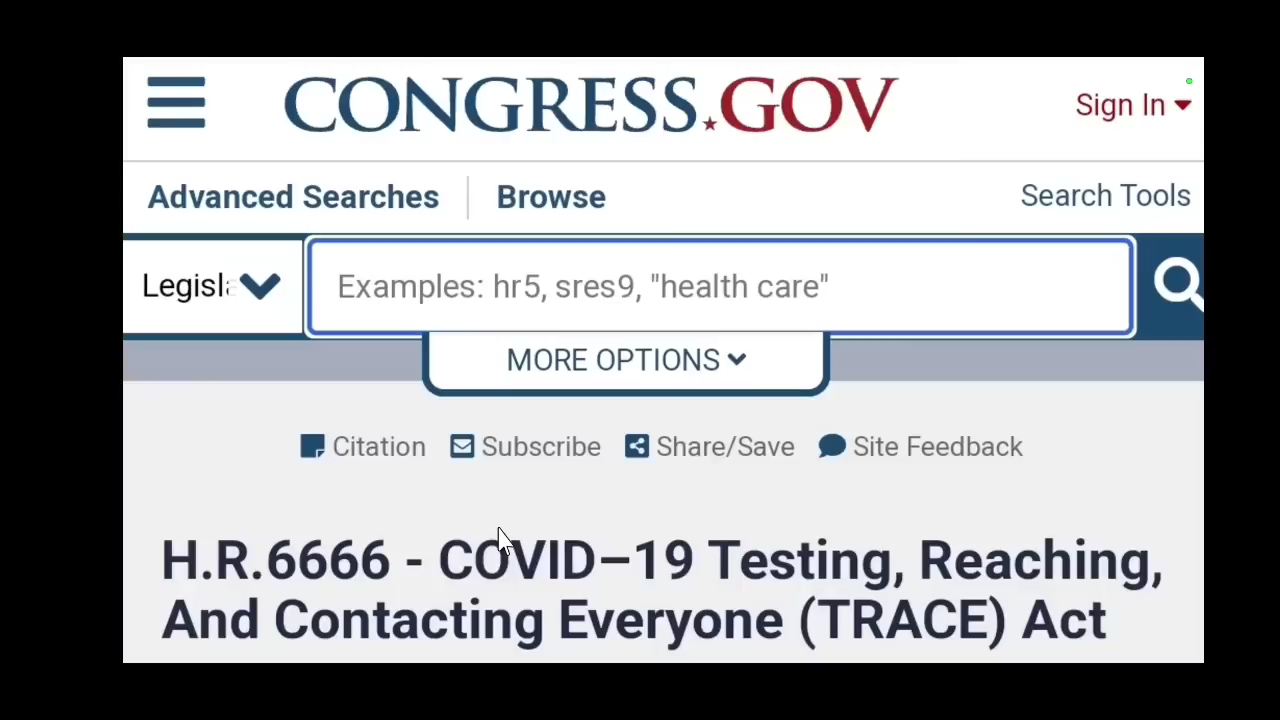 CONGRESS.GOV
Sign In
Advanced Searches
Browse
Search Tools
Examples: hr5, sres9, "health care"
MORE OPTIONS
Citation
Subscribe
Share/Save
Site Feedback
H.R.6666 - COVID–19 Testing, Reaching,
And Contacting Everyone (TRACE) Act